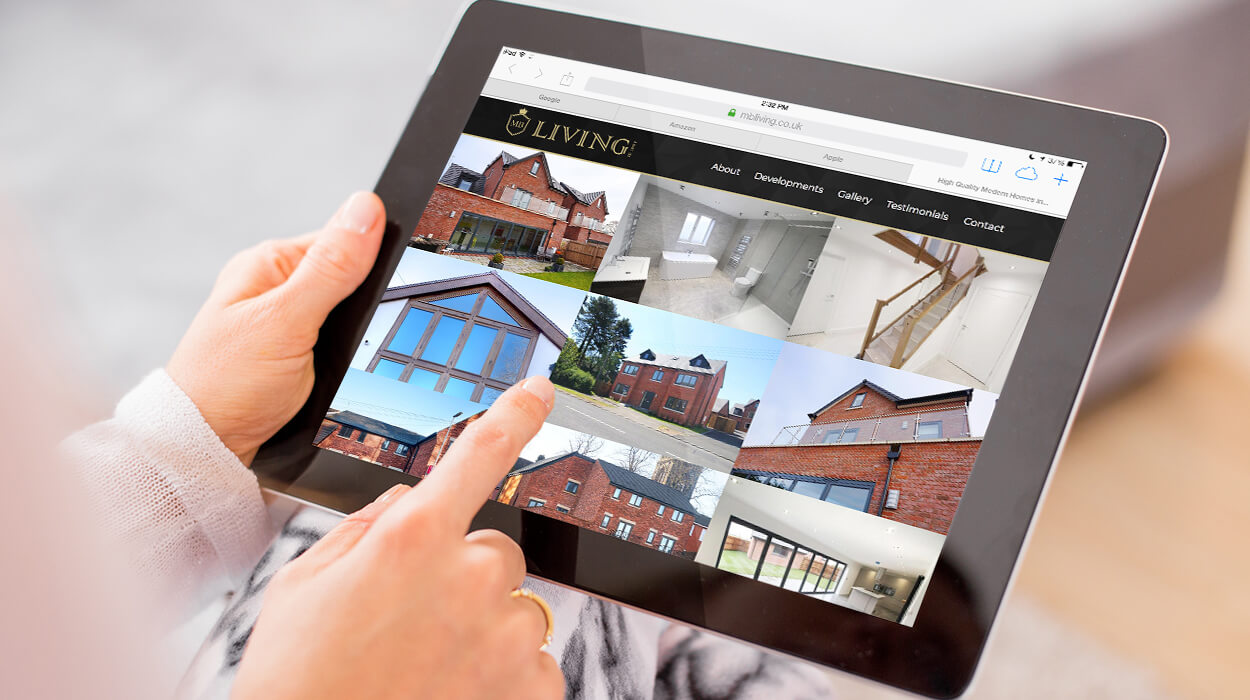 iPad
2:32 PM
37%
mbliving.co.uk
Google
Amazon
Apple
High Quality Modern Homes in...
MB
LIVING
About Developments Gallery Testimonials Contact